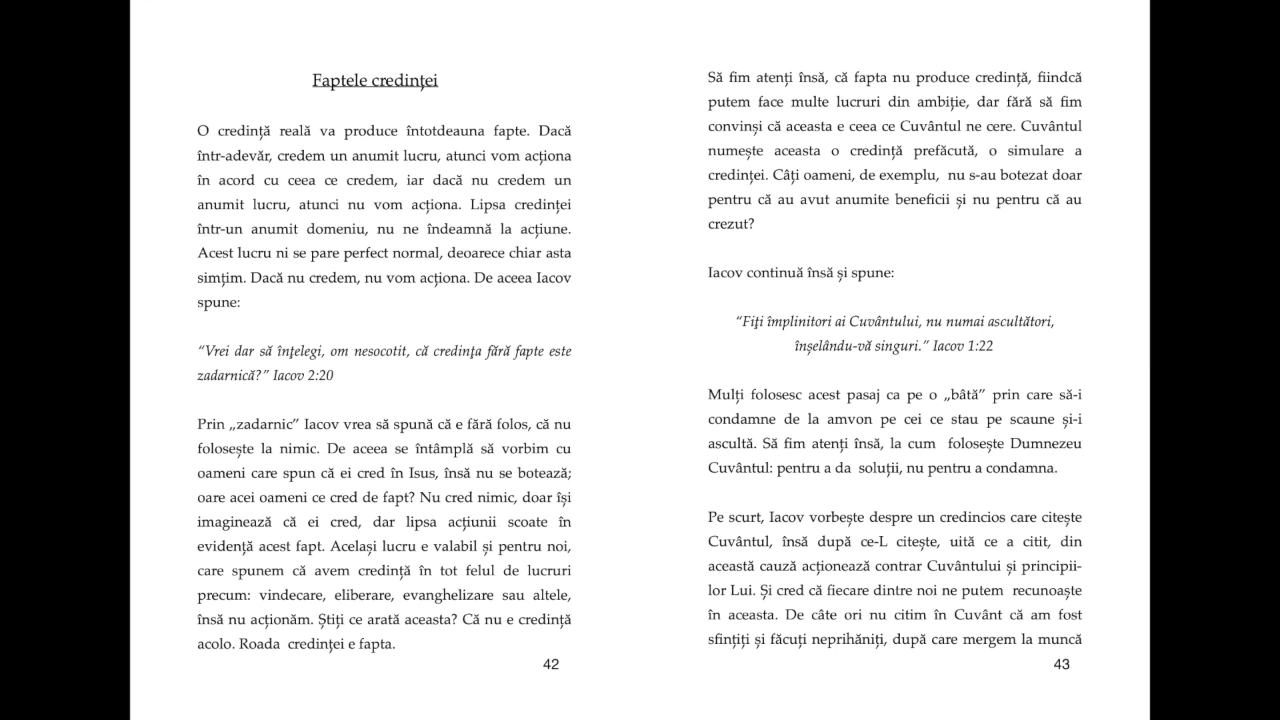 Faptele credinței
O credință reală va produce întotdeauna fapte. Dacă
într-adevăr, credem un anumit lucru, atunci vom acționa
în acord cu ceea ce credem, iar dacă nu credem un
anumit lucru, atunci nu vom acționa. Lipsa credinței
într-un anumit domeniu, nu ne îndeamnă la acțiune.
Acest lucru ni se pare perfect normal, deoarece chiar asta
simțim. Dacă nu credem, nu vom acționa. De aceea Iacov
spune:
“Vrei dar să înțelegi, om nesocotit, că credința fără fapte este
zadarnică?” Iacov 2:20
Prin „zadarnic” Iacov vrea să spună că e fără folos, că nu
folosește la nimic. De aceea se întâmplă să vorbim cu
oameni care spun că ei cred în Isus, însă nu se botează;
oare acei oameni ce cred de fapt? Nu cred nimic, doar își
imaginează că ei cred, dar lipsa acțiunii scoate în
evidență acest fapt. Același lucru e valabil și pentru noi,
care spunem că avem credință în tot felul de lucruri
precum: vindecare, eliberare, evanghelizare sau altele,
însă nu acționăm. Știți ce arată aceasta? Că nu e credință
acolo. Roada credinței e fapta.
42
Să fim atenți însă, că fapta nu produce credință, fiindcă
putem face multe lucruri din ambiție, dar fără să fim
convinși că aceasta e ceea ce Cuvântul ne cere. Cuvântul
numește aceasta o credință prefăcută, o simulare a
credinței. Câți oameni, de exemplu, nu s-au botezat doar
pentru că au avut anumite beneficii și nu pentru că au
crezut?
Iacov continuă însă și spune:
“Fiți împlinitori ai Cuvântului, nu numai ascultători,
înșelându-vă singuri.” Iacov 1:22
Mulți folosesc acest pasaj ca pe o „bâtă” prin care să-i
condamne de la amvon pe cei ce stau pe scaune și-i
ascultă. Să fim atenți însă, la cum folosește Dumnezeu
Cuvântul: pentru a da soluții, nu pentru a condamna.
Pe scurt, Iacov vorbește despre un credincios care citește
Cuvântul, însă după ce-L citește, uită ce a citit, din
această cauză acționează contrar Cuvântului și principii-
lor Lui. Și cred că fiecare dintre noi ne putem recunoaște
în aceasta. De câte ori nu citim în Cuvânt că am fost
sfințiți și făcuți neprihăniți, după care mergem la muncă
43